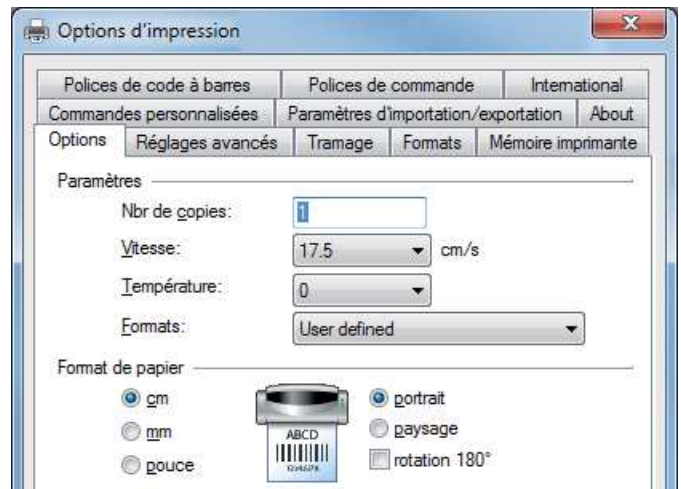 Options d'impression
Polices de code à barres Polices de commande International
Commandes personnalisées Paramètres d'importation/exportation About
Options Réglages avancés Tramage Formats Mémoire imprimante
Paramètres
Nbr de copies: 1
Vitesse: 17.5 cm/s
Température: 0
Formats: User defined
Format de papier
cm portrait
mm ABCD paysage
pouce rotation 180°